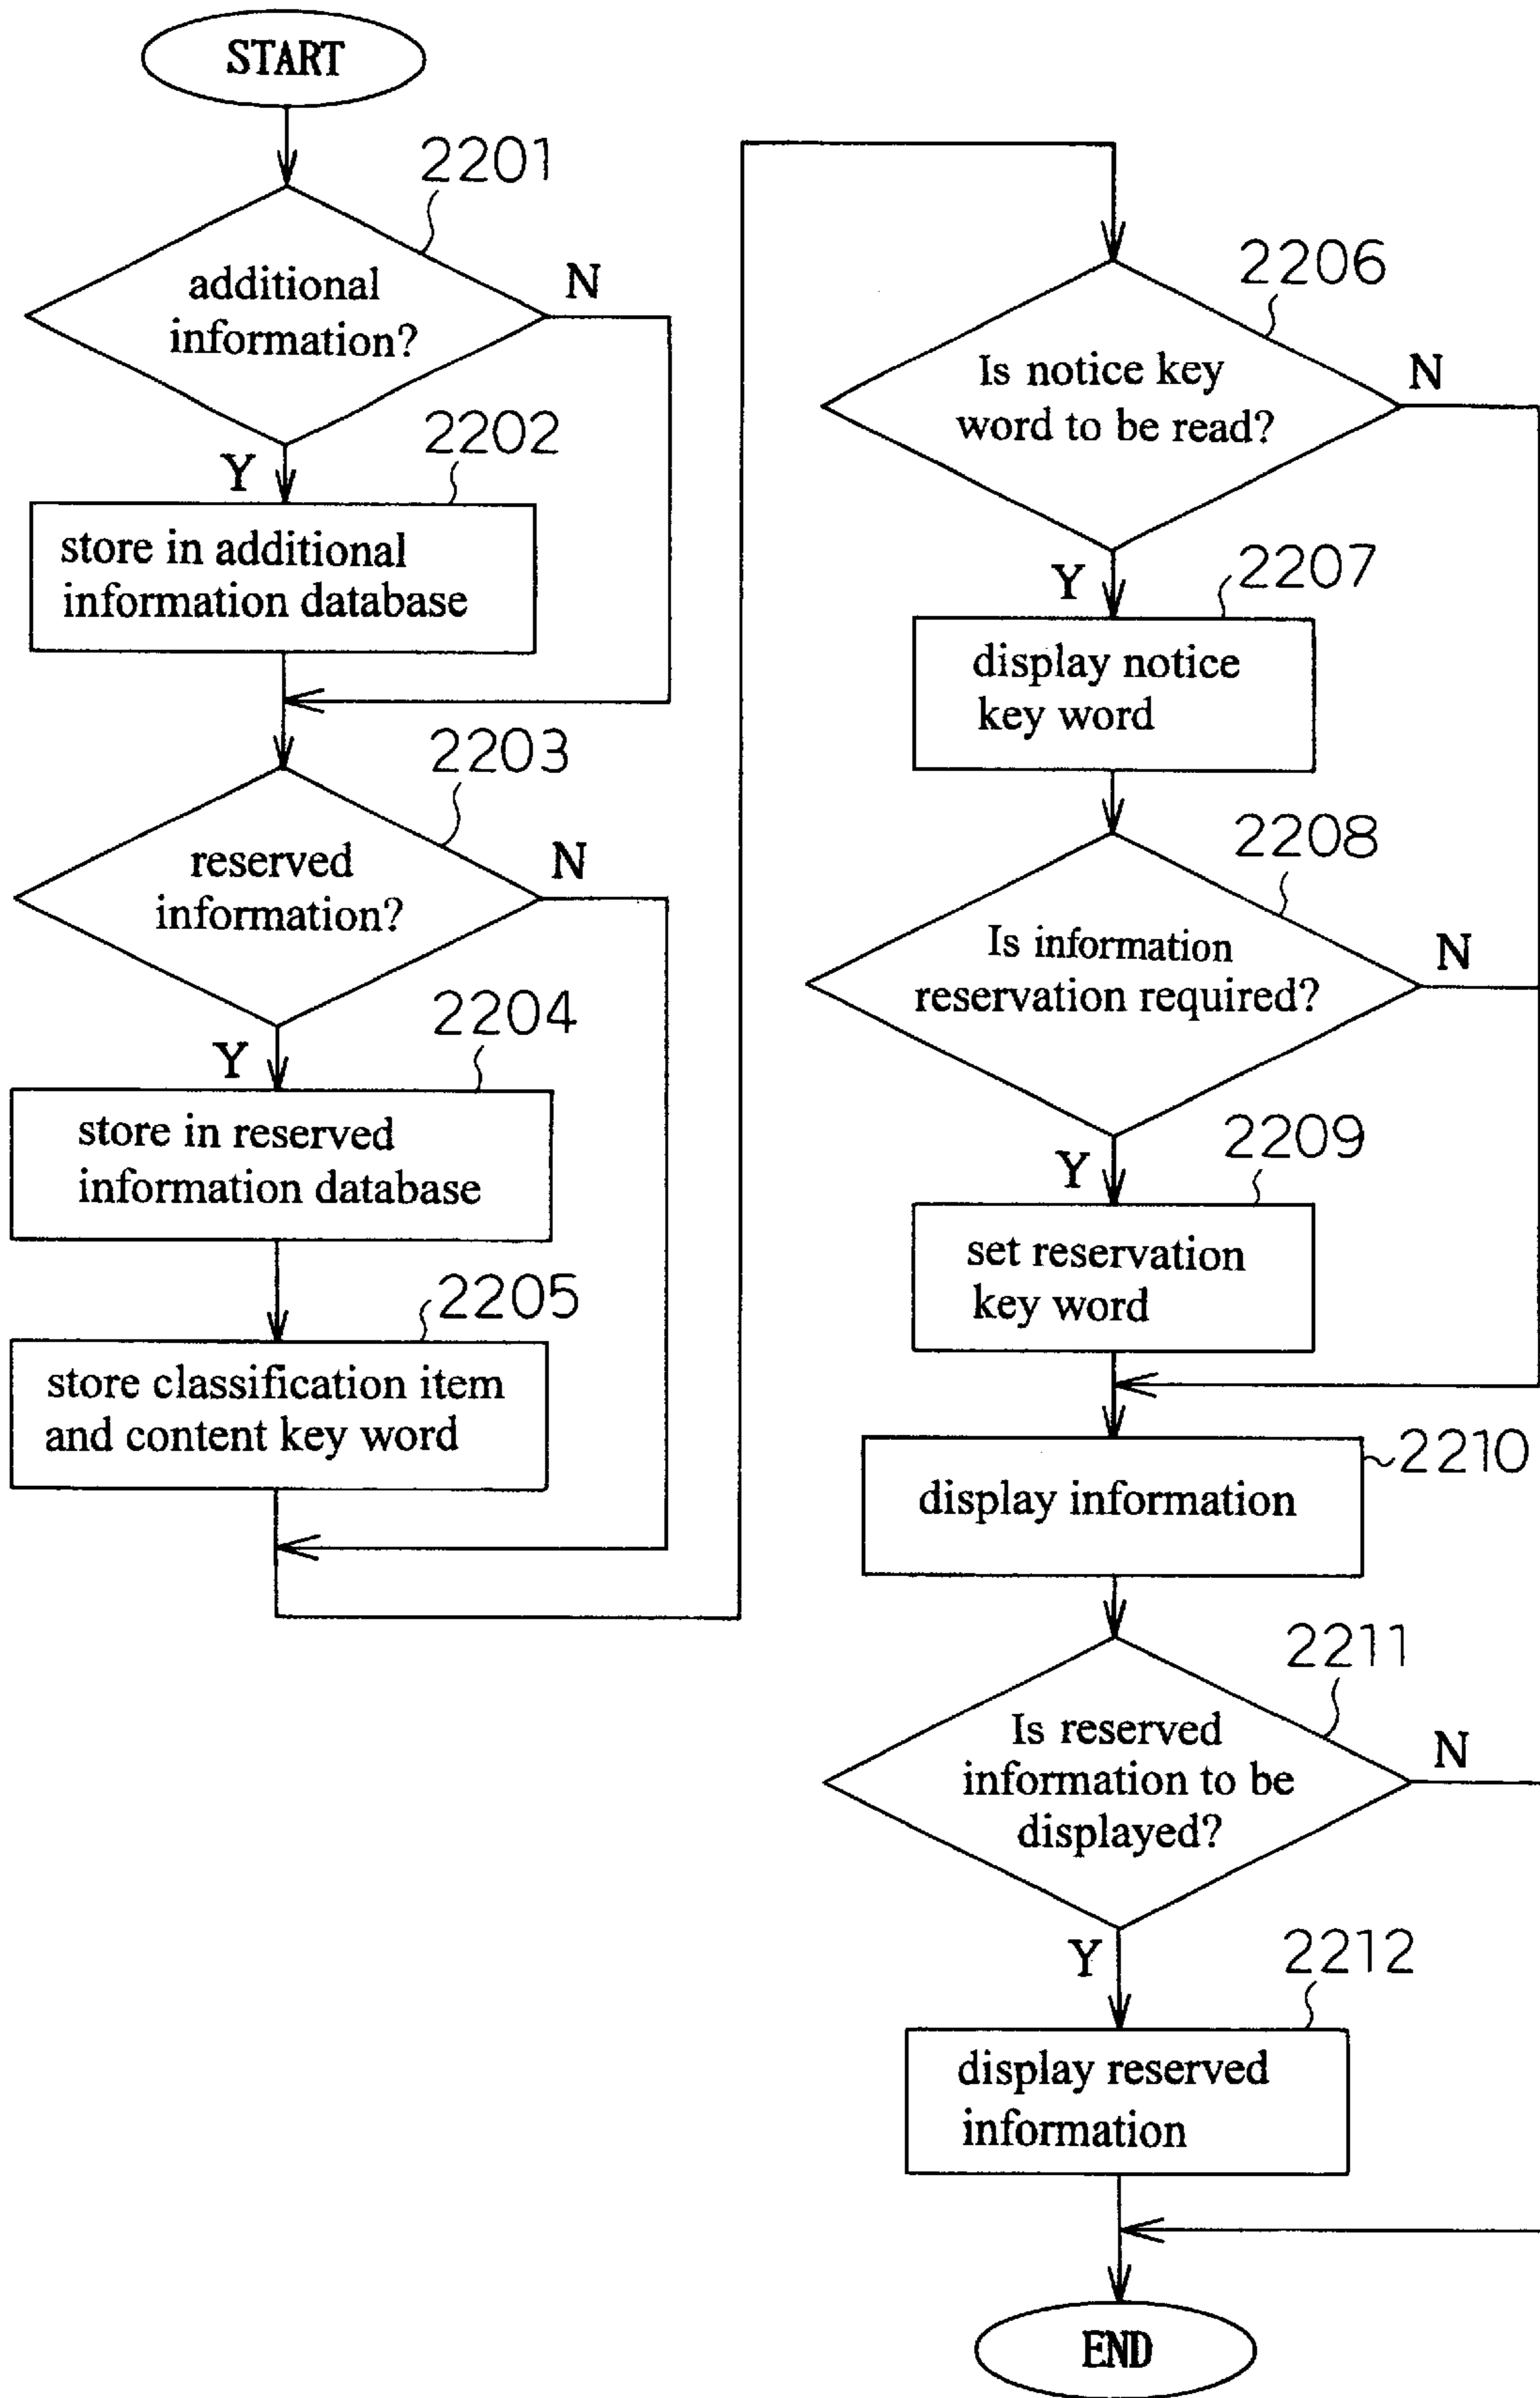 START
2201
additional
information?
N
Y
2202
store in additional
information database
2203
reserved
information?
N
Y
2204
store in reserved
information database
2205
store classification item
and content key word
2206
Is notice key
word to be read?
N
Y
2207
display notice
key word
2208
Is information
reservation required?
N
Y
2209
set reservation
key word
2210
display information
2211
Is reserved
information to be
displayed?
N
Y
2212
display reserved
information
END